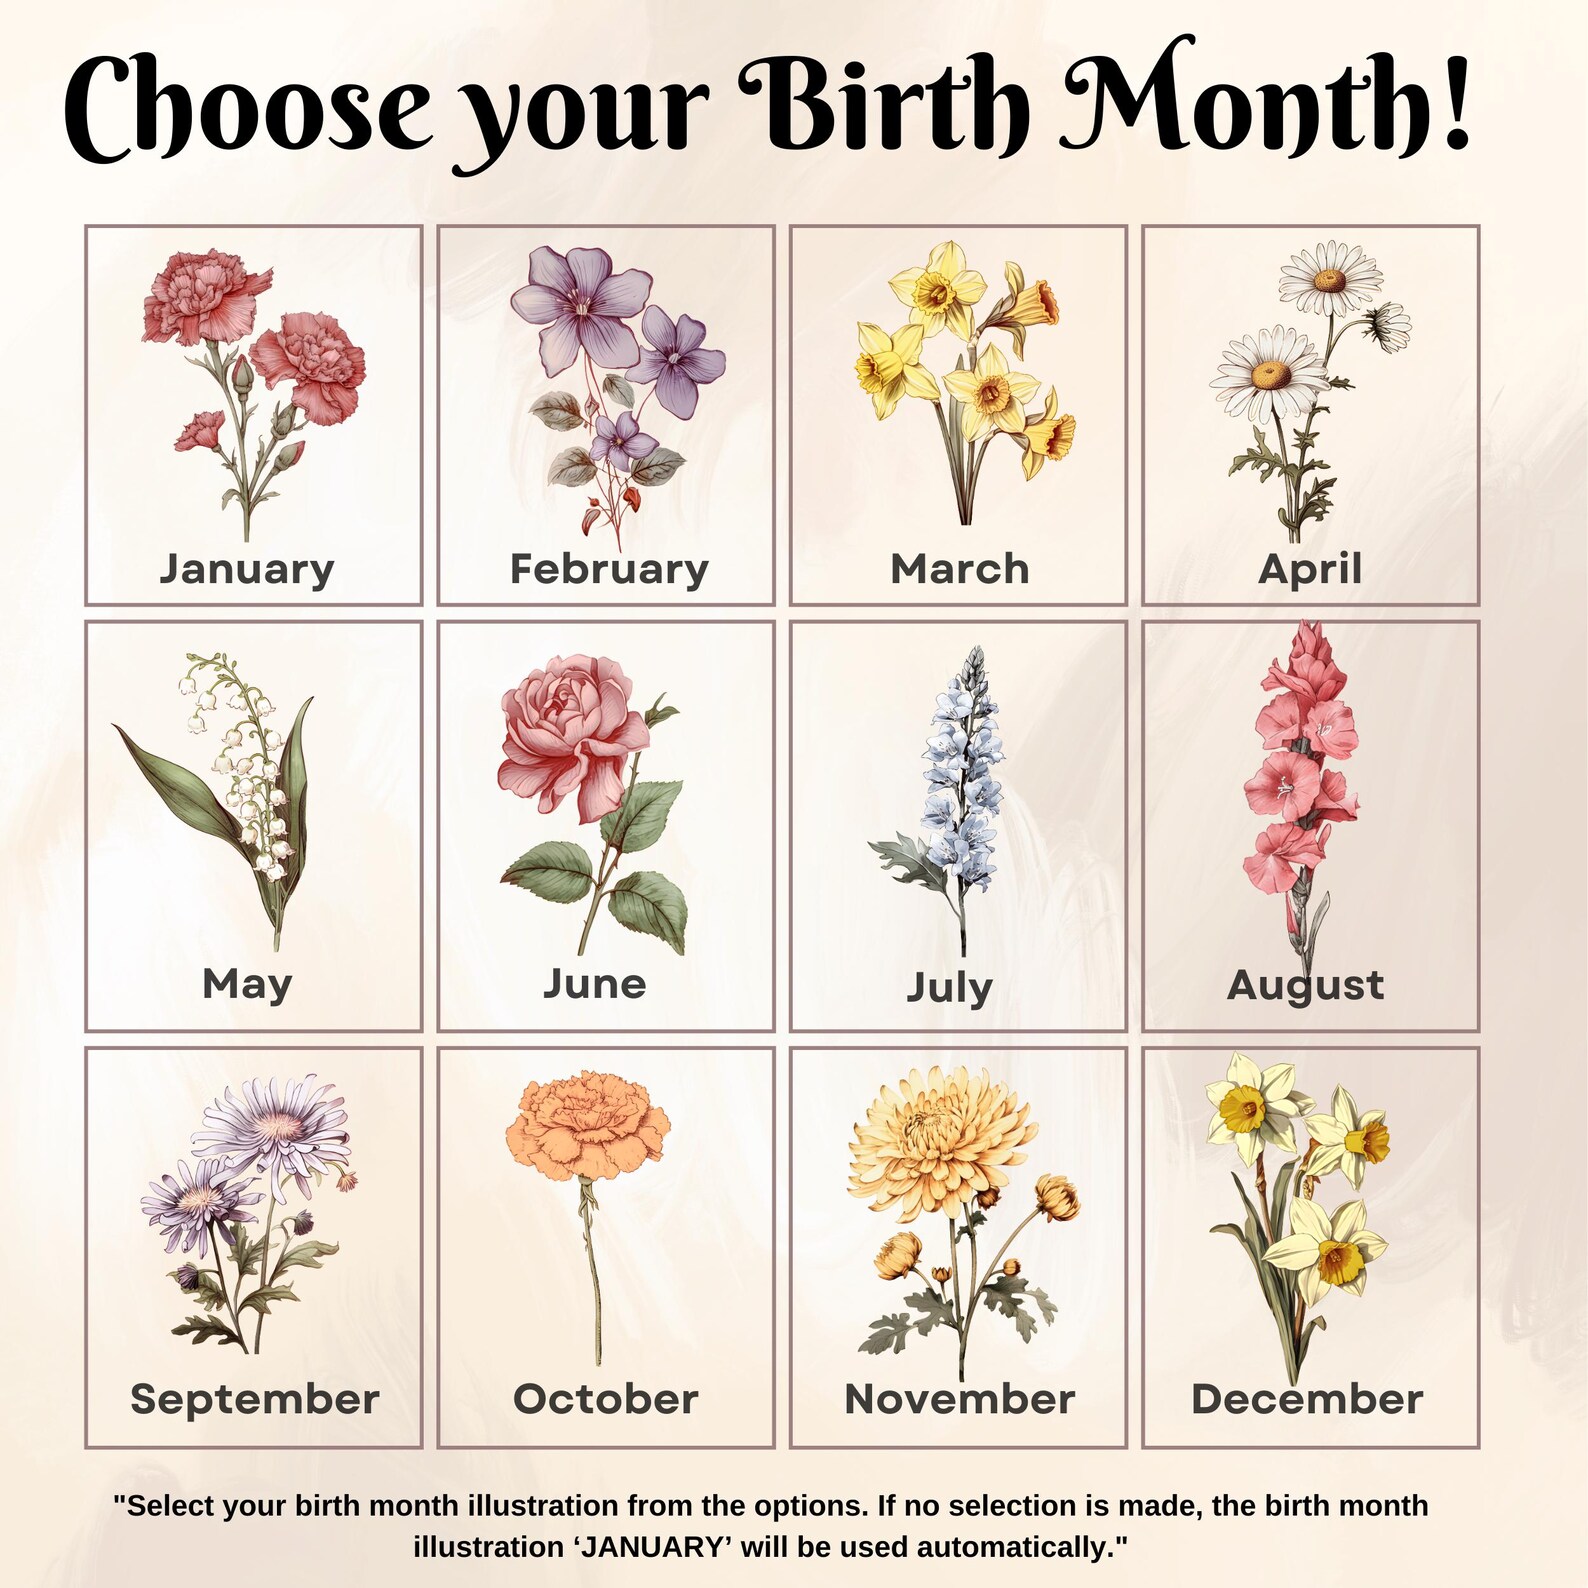 Choose your Birth Month!
January
February
March
April
May
June
July
August
September
October
November
December
"Select your birth month illustration from the options. If no selection is made, the birth month
illustration ‘JANUARY’ will be used automatically."